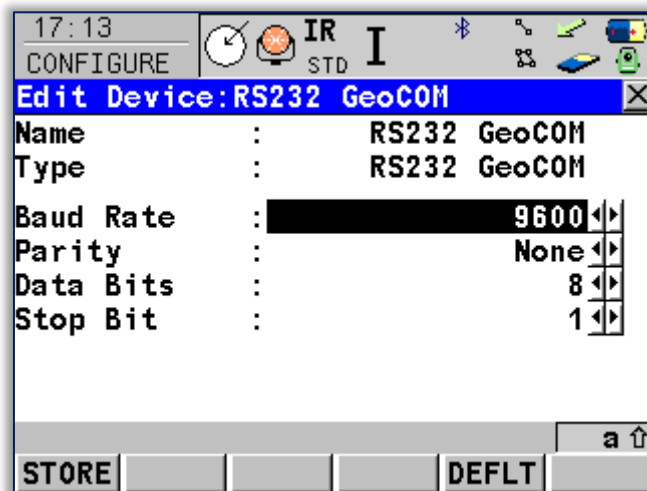 17:13
CONFIGURE
IR
STD
I
Edit Device:RS232 GeoCOM
Name : RS232 GeoCOM
Type : RS232 GeoCOM
Baud Rate : 9600
Parity : None
Data Bits : 8
Stop Bit : 1
a
STORE DEFLT